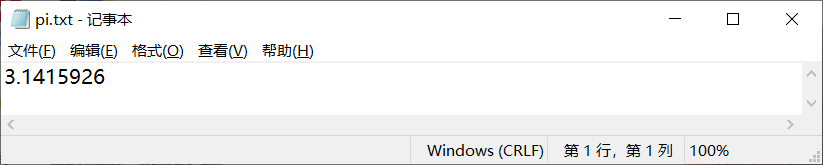 pi.txt - 记事本
文件(F) 编辑(E) 格式(O) 查看(V) 帮助(H)
3.1415926
Windows (CRLF) 第 1 行，第 1 列 100%